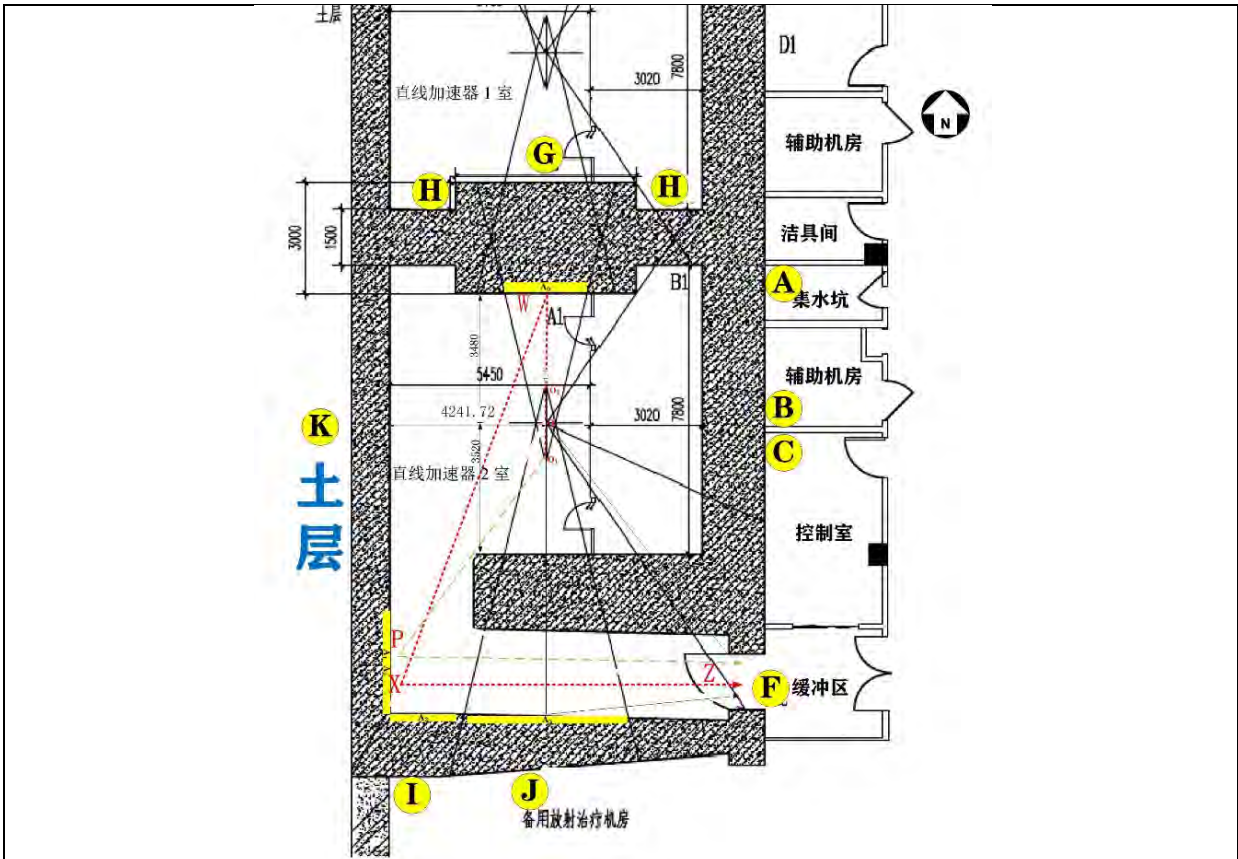 土层
D1
3020
7800
直线加速器1室
N
辅助机房
G
H
H
3000
1500
洁具间
A
集水坑
B1
W
A1
3480
5450
辅助机房
B
4241.72
3020
7800
K
C
3520
直线加速器2室
土层
控制室
P
X
Z
F
缓冲区
I
J
备用放射治疗机房